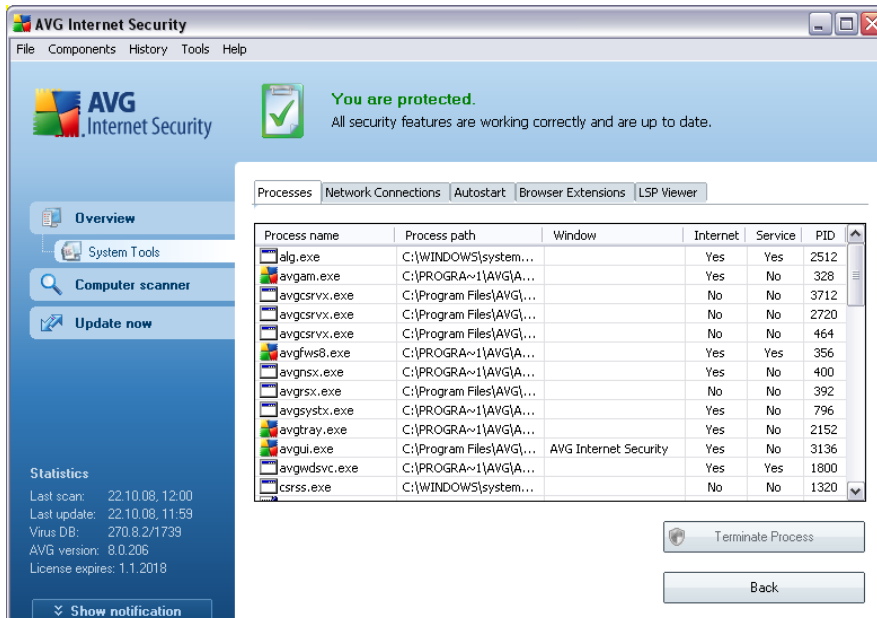 AVG Internet Security
File Components History Tools Help
AVG
Internet Security
You are protected.
All security features are working correctly and are up to date.
Overview
System Tools
Computer scanner
Update now
Processes Network Connections Autostart Browser Extensions LSP Viewer
Process name Process path Window Internet Service PID
alg.exe C:\WINDOWS\system... Yes Yes 2512
avgam.exe C:\PROGRA~1\AVG\A... Yes No 328
avgcsrvx.exe C:\Program Files\AVG\... No No 3712
avgcsrvx.exe C:\Program Files\AVG\... No No 2720
avgcsrvx.exe C:\Program Files\AVG\... No No 464
avgfws8.exe C:\PROGRA~1\AVG\A... Yes Yes 356
avgnsx.exe C:\PROGRA~1\AVG\A... Yes No 400
avgrsx.exe C:\Program Files\AVG\... No No 392
avgsystx.exe C:\PROGRA~1\AVG\A... Yes No 796
avgtray.exe C:\PROGRA~1\AVG\A... Yes No 2152
avgui.exe C:\Program Files\AVG\... AVG Internet Security Yes No 3136
avgwdsvc.exe C:\PROGRA~1\AVG\A... Yes Yes 1800
csrss.exe C:\WINDOWS\system... No No 1320
Statistics
Last scan: 22.10.08, 12:00
Last update: 22.10.08, 11:59
Virus DB: 270.8.2/1739
AVG version: 8.0.206
License expires: 1.1.2018
Show notification
Terminate Process
Back